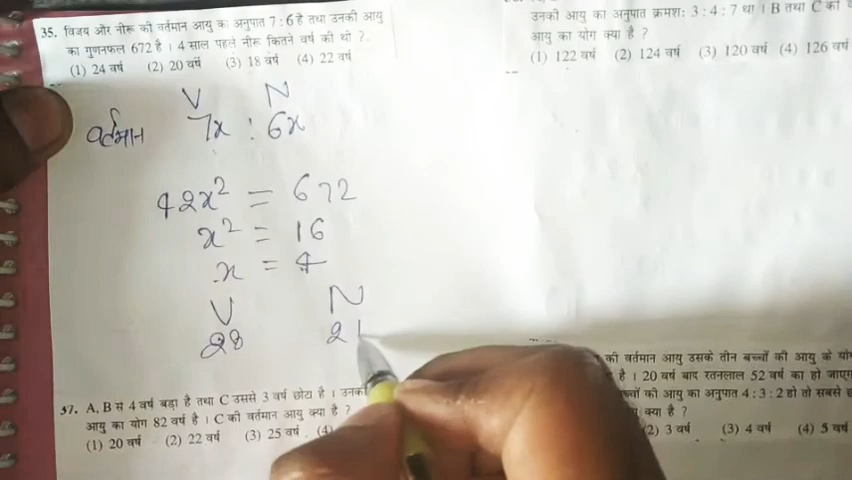 35. विजय और नीरू की वर्तमान आयु का अनुपात 7 : 6 है तथा उनकी आयु
का गुणनफल 672 है । 4 साल पहले नीरू कितने वर्ष की थी ?
(1) 24 वर्ष (2) 20 वर्ष (3) 18 वर्ष (4) 22 वर्ष
V N
वर्तमान 7x : 6x
42x² = 672
x² = 16
x = 4
V N
28 2
37. A, B से 4 वर्ष बड़ा है तथा C उससे 3 वर्ष छोटा है ।
आयु का योग 82 वर्ष है । C की वर्तमान आयु क्या है ?
(1) 20 वर्ष (2) 22 वर्ष (3) 25 वर्ष (4)
उनकी आयु का अनुपात क्रमश: 3 : 4 : 7 था । B तथा C की
आयु का योग क्या है ?
(1) 122 वर्ष (2) 124 वर्ष (3) 120 वर्ष (4) 126 वर्ष
की वर्तमान आयु उसके तीन बच्चों की आयु के
है । 20 वर्ष बाद रतनलाल 52 वर्ष का हो
की आयु का अनुपात 4 : 3 : 2 हो तो सबसे
क्या है ?
(2) 3 वर्ष (3) 4 वर्ष (4) 5 वर्ष